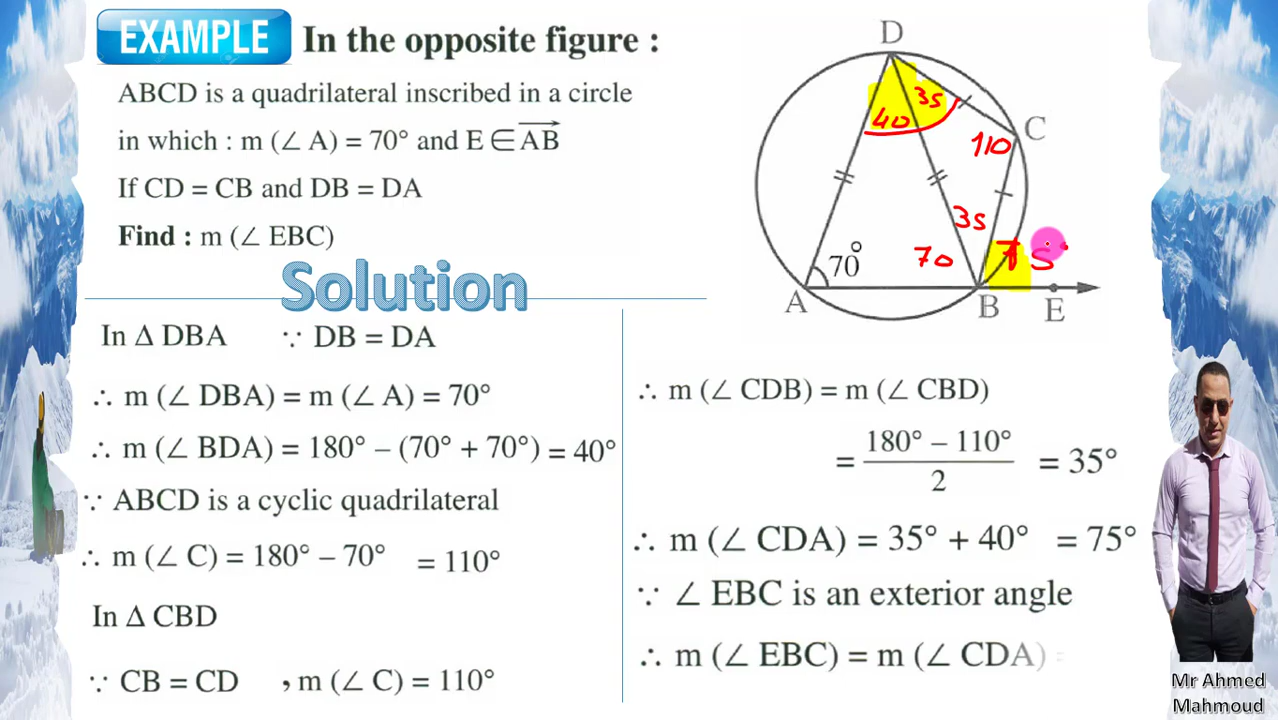 EXAMPLE In the opposite figure :
ABCD is a quadrilateral inscribed in a circle
in which : m (∠ A) = 70° and E ∈ AB
If CD = CB and DB = DA
Find : m (∠ EBC)
D
35
40
C
110
35
70°
70
75°
A
B
E
Solution
In Δ DBA ∵ DB = DA
∴ m (∠ DBA) = m (∠ A) = 70°
∴ m (∠ BDA) = 180° – (70° + 70°) = 40°
∵ ABCD is a cyclic quadrilateral
∴ m (∠ C) = 180° – 70° = 110°
In Δ CBD
∵ CB = CD , m (∠ C) = 110°
∴ m (∠ CDB) = m (∠ CBD)
= 180° – 110° / 2 = 35°
∴ m (∠ CDA) = 35° + 40° = 75°
∵ ∠ EBC is an exterior angle
∴ m (∠ EBC) = m (∠ CDA) =
Mr Ahmed
Mahmoud